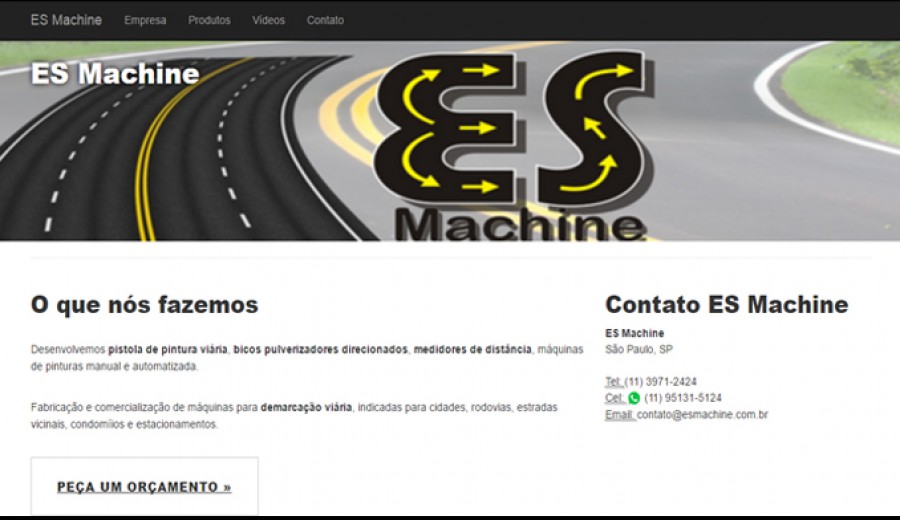 ES Machine Empresa Produtos Vídeos Contato
ES Machine
ES
Machine
O que nós fazemos
Desenvolvemos pistola de pintura viária, bicos pulverizadores direcionados, medidores de distância, máquinas
de pinturas manual e automatizada.
Fabricação e comercialização de máquinas para demarcação viária, indicadas para cidades, rodovias, estradas
vicinais, condomíios e estacionamentos.
PEÇA UM ORÇAMENTO »
Contato ES Machine
ES Machine
São Paulo, SP
Tel: (11) 3971-2424
Cel: (11) 95131-5124
Email: contato@esmachine.com.br